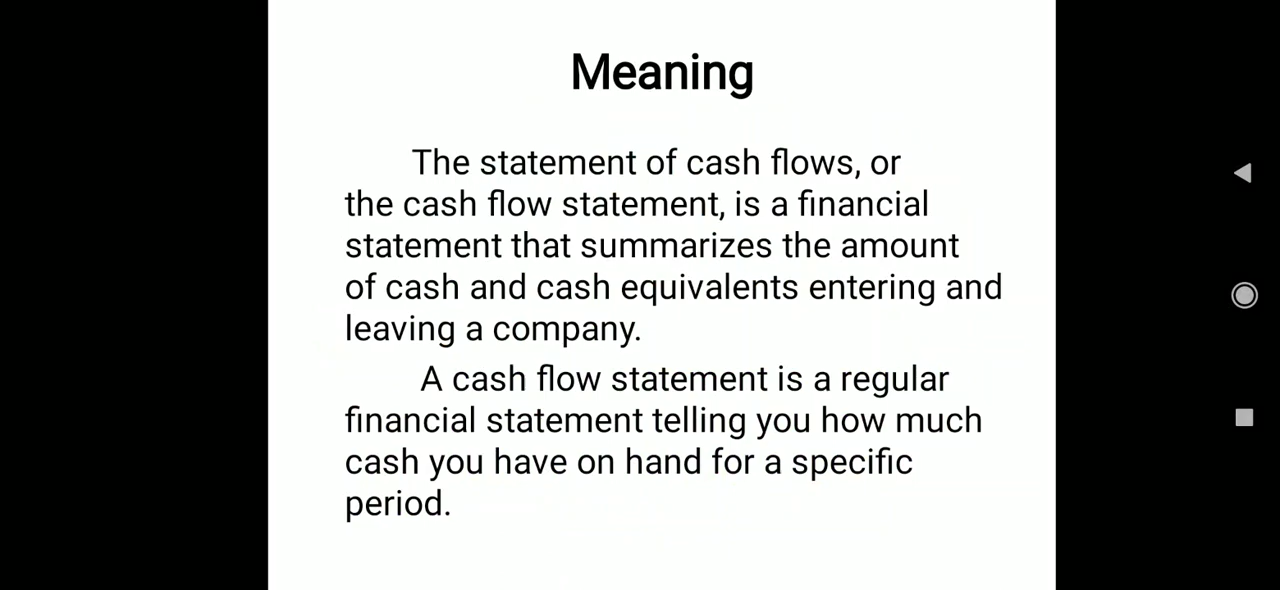 Meaning
The statement of cash flows, or
the cash flow statement, is a financial
statement that summarizes the amount
of cash and cash equivalents entering and
leaving a company.
A cash flow statement is a regular
financial statement telling you how much
cash you have on hand for a specific
period.